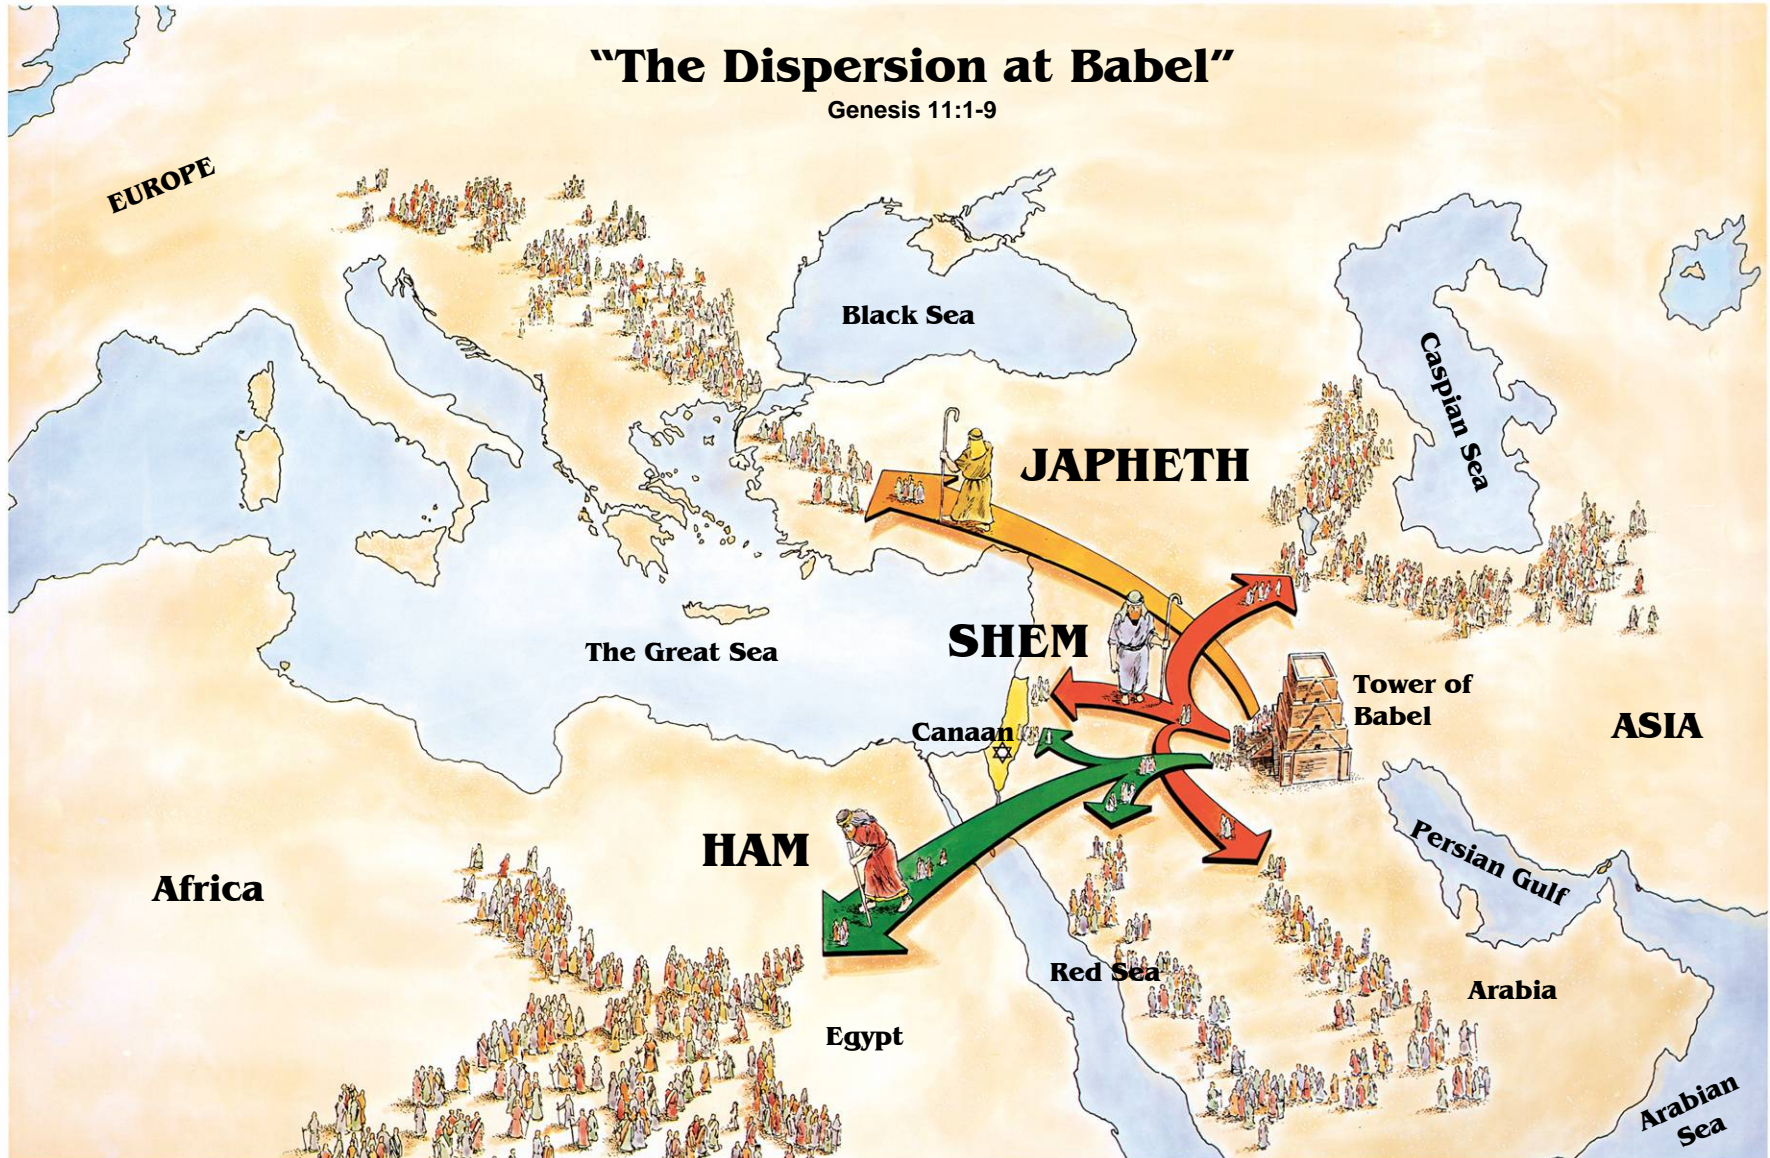 “The Dispersion at Babel”
Genesis 11:1-9
EUROPE
Black Sea
Caspian Sea
JAPHETH
SHEM
The Great Sea
Tower of
Babel
ASIA
Canaan
HAM
Persian Gulf
Africa
Red Sea
Arabia
Egypt
Arabian
Sea